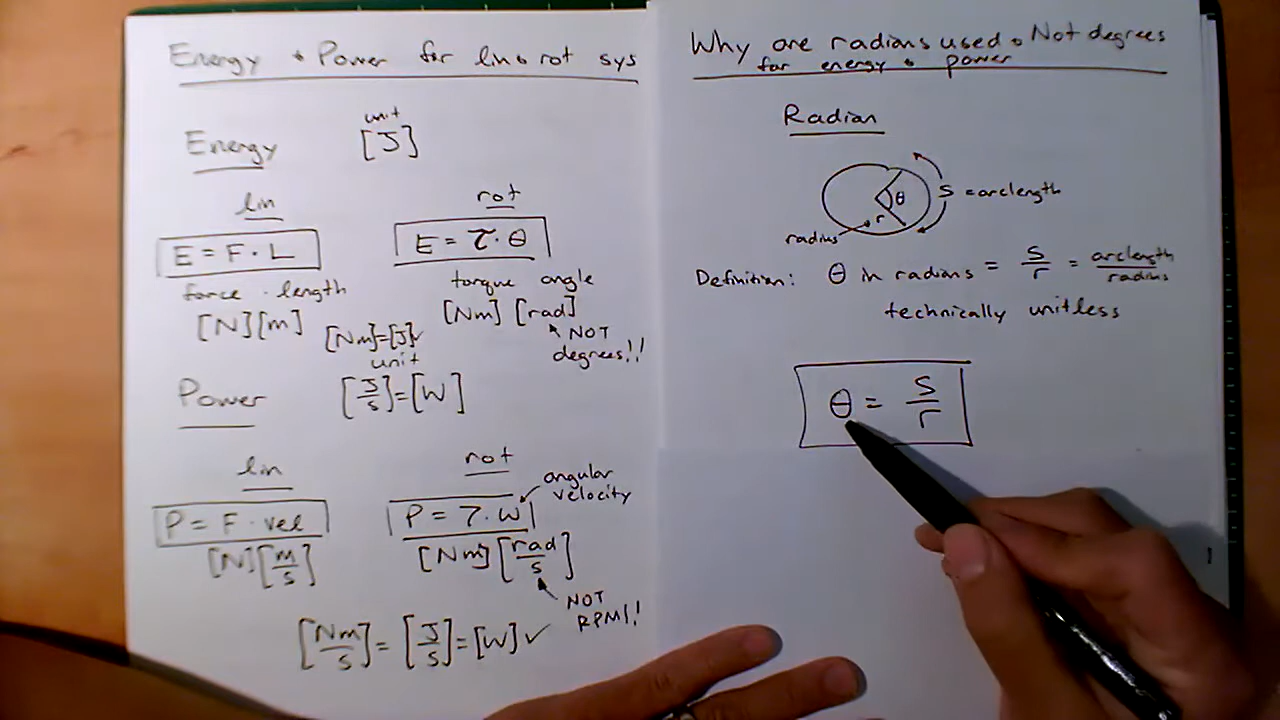 Energy + Power for lin & rot sys
unit
Energy [J]
lin
E = F · L
force · length
[N][m]
rot
E = τ · θ
torque angle
[Nm] [rad]
NOT
degrees!!
[Nm]=[J]✓
unit
Power [J/s]=[W]
lin
P = F · vel
[N][m/s]
rot
angular
velocity
P = τ · ω
[Nm][rad/s]
NOT
RPM!!
[Nm/s]=[J/s]=[W]✓
Why are radians used & Not degrees
for energy & power
Radian
θ
r
S = arclength
radius
Definition: θ in radians = S/r = arclength/radius
technically unitless
θ = S/r